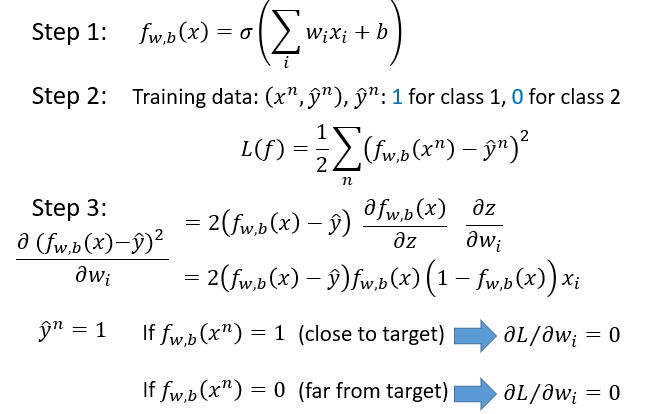 Step 1: f_{w,b}(x) = σ(∑_i w_i x_i + b)
Step 2: Training data: (x^n, ŷ^n), ŷ^n: 1 for class 1, 0 for class 2
L(f) = 1/2 ∑_n (f_{w,b}(x^n) − ŷ^n)^2
Step 3:
∂(f_{w,b}(x)−ŷ)^2/∂w_i = 2(f_{w,b}(x) − ŷ) ∂f_{w,b}(x)/∂z ∂z/∂w_i
= 2(f_{w,b}(x) − ŷ)f_{w,b}(x)(1 − f_{w,b}(x))x_i
ŷ^n = 1 If f_{w,b}(x^n) = 1 (close to target) ∂L/∂w_i = 0
If f_{w,b}(x^n) = 0 (far from target) ∂L/∂w_i = 0